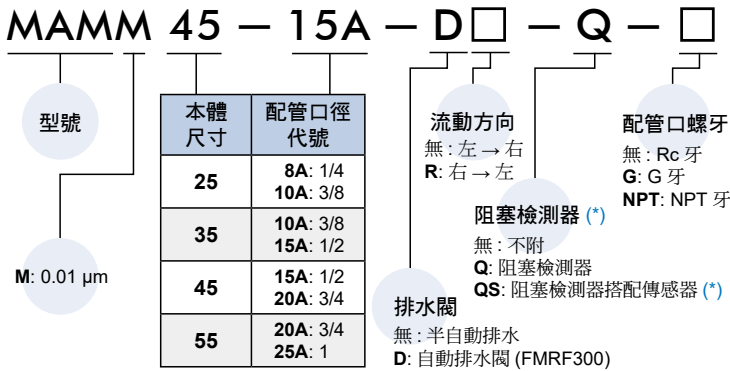 MAMM 45 － 15A － D□ － Q － □
型號
M: 0.01 µm
本體尺寸 配管口徑代號
25 8A: 1/4
10A: 3/8
35 10A: 3/8
15A: 1/2
45 15A: 1/2
20A: 3/4
55 20A: 3/4
25A: 1
排水閥
無 : 半自動排水
D: 自動排水閥 (FMRF300)
流動方向
無 : 左 → 右
R: 右 → 左
阻塞檢測器 (*)
無 : 不附
Q: 阻塞檢測器
QS: 阻塞檢測器搭配傳感器 (*)
配管口螺牙
無 : Rc 牙
G: G 牙
NPT: NPT 牙